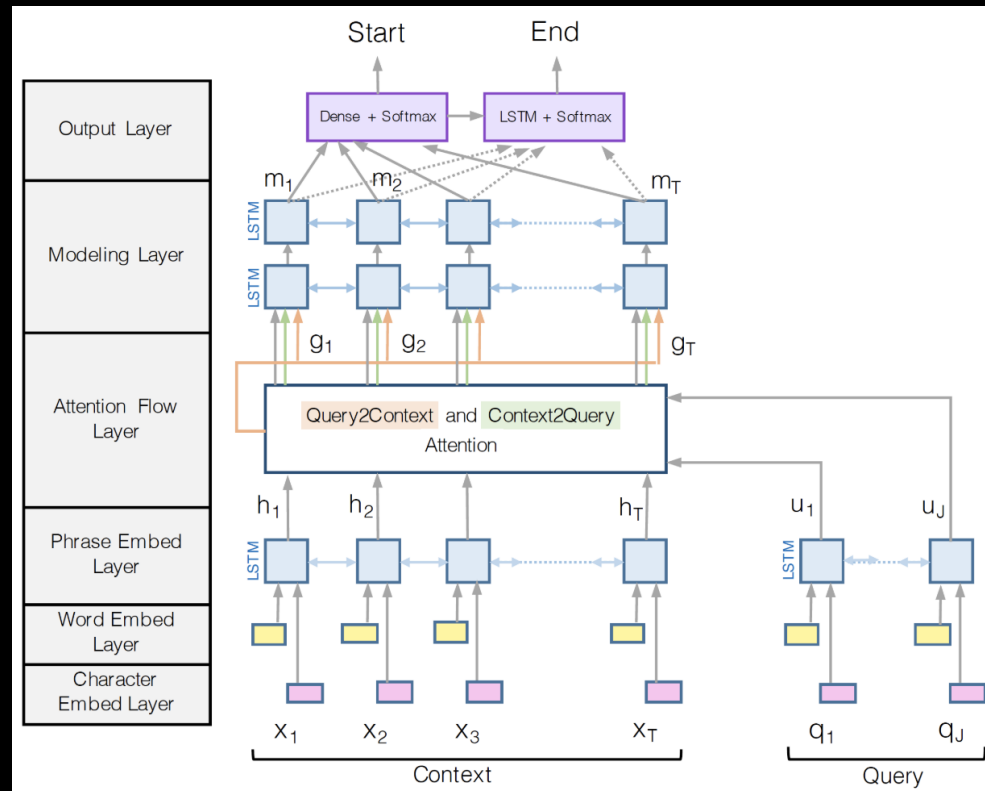 Start End
Output Layer
Dense + Softmax
LSTM + Softmax
m1 m2 mT
LSTM
Modeling Layer
LSTM
g1 g2 gT
Attention Flow
Layer
Query2Context and Context2Query
Attention
h1 h2 hT
u1 uJ
Phrase Embed
Layer
LSTM
LSTM
Word Embed
Layer
Character
Embed Layer
x1 x2 x3 xT
q1 qJ
Context
Query